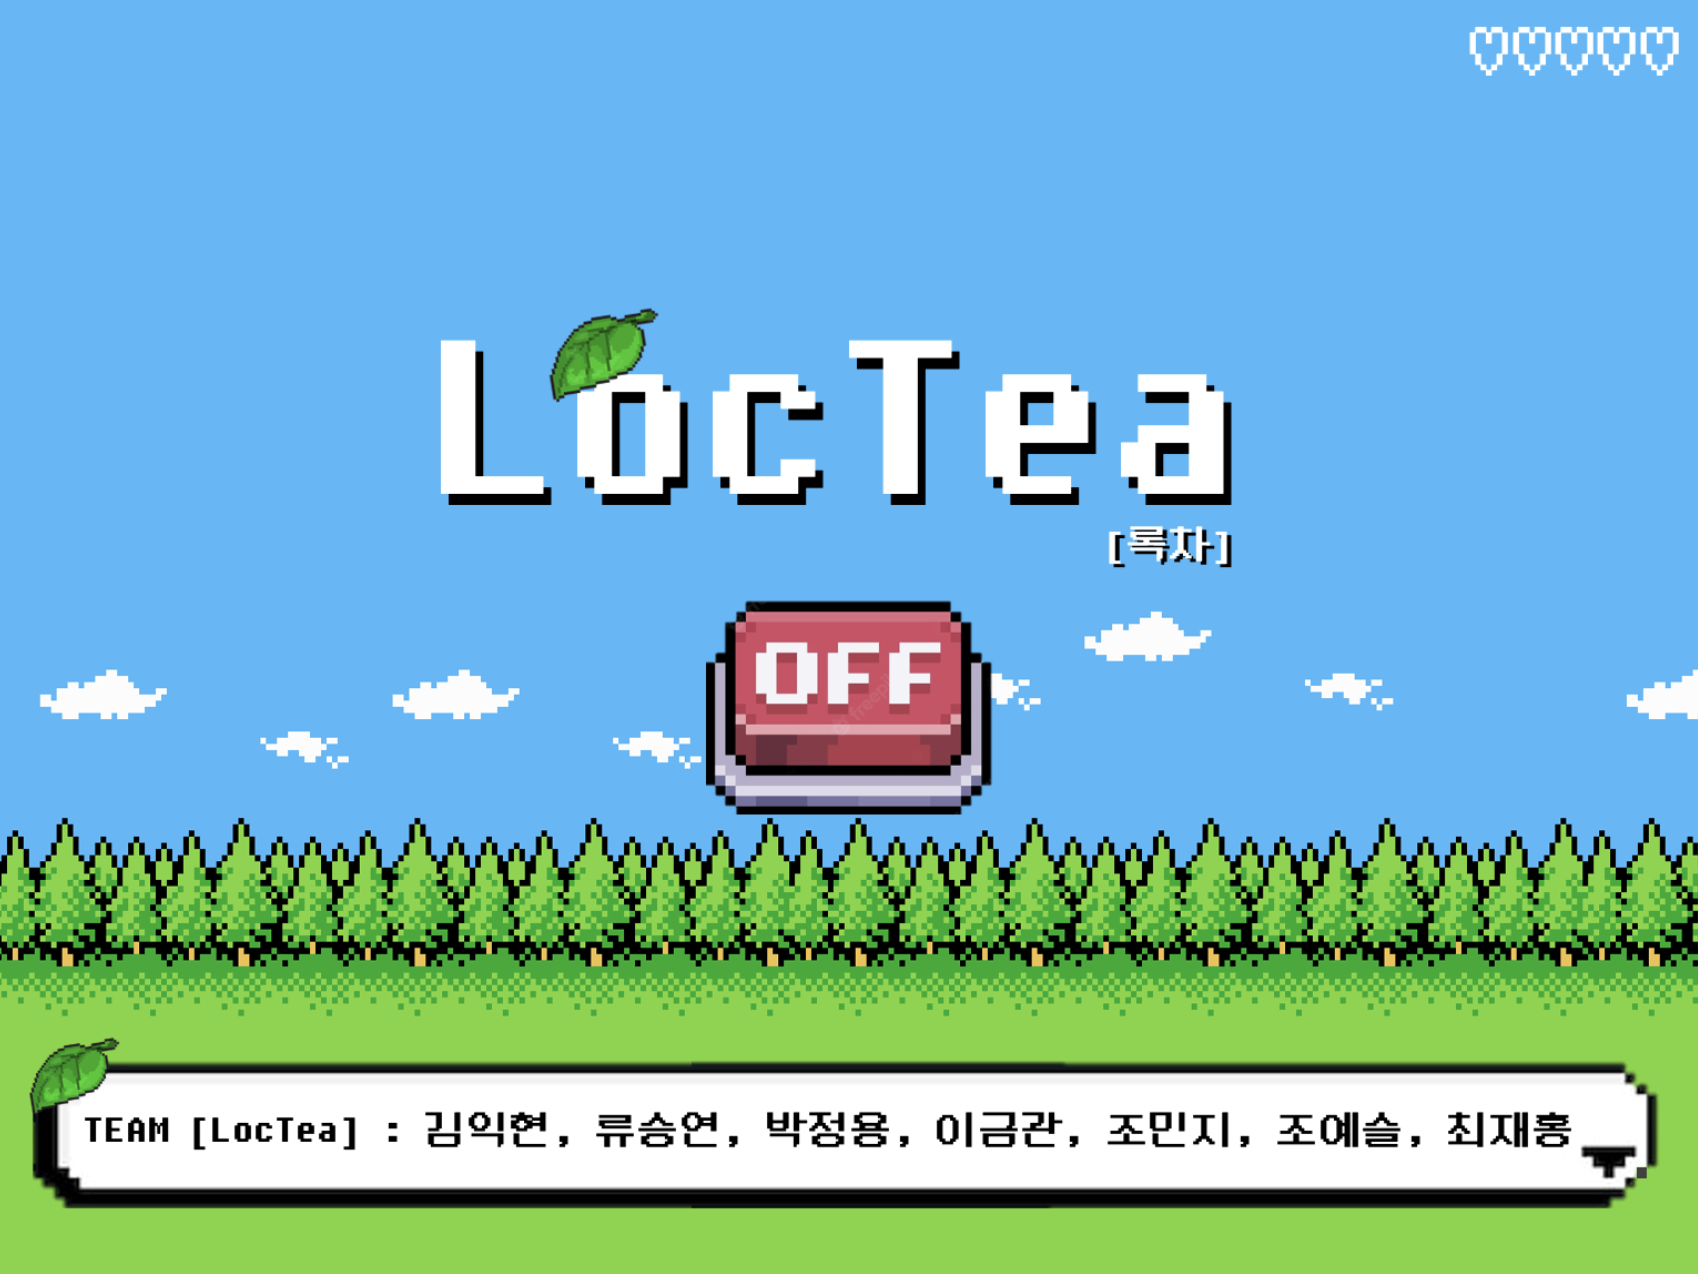 LocTea
[록차]
OFF
TEAM [LocTea] : 김익현, 류승연, 박정용, 이금관, 조민지, 조예슬, 최재홍